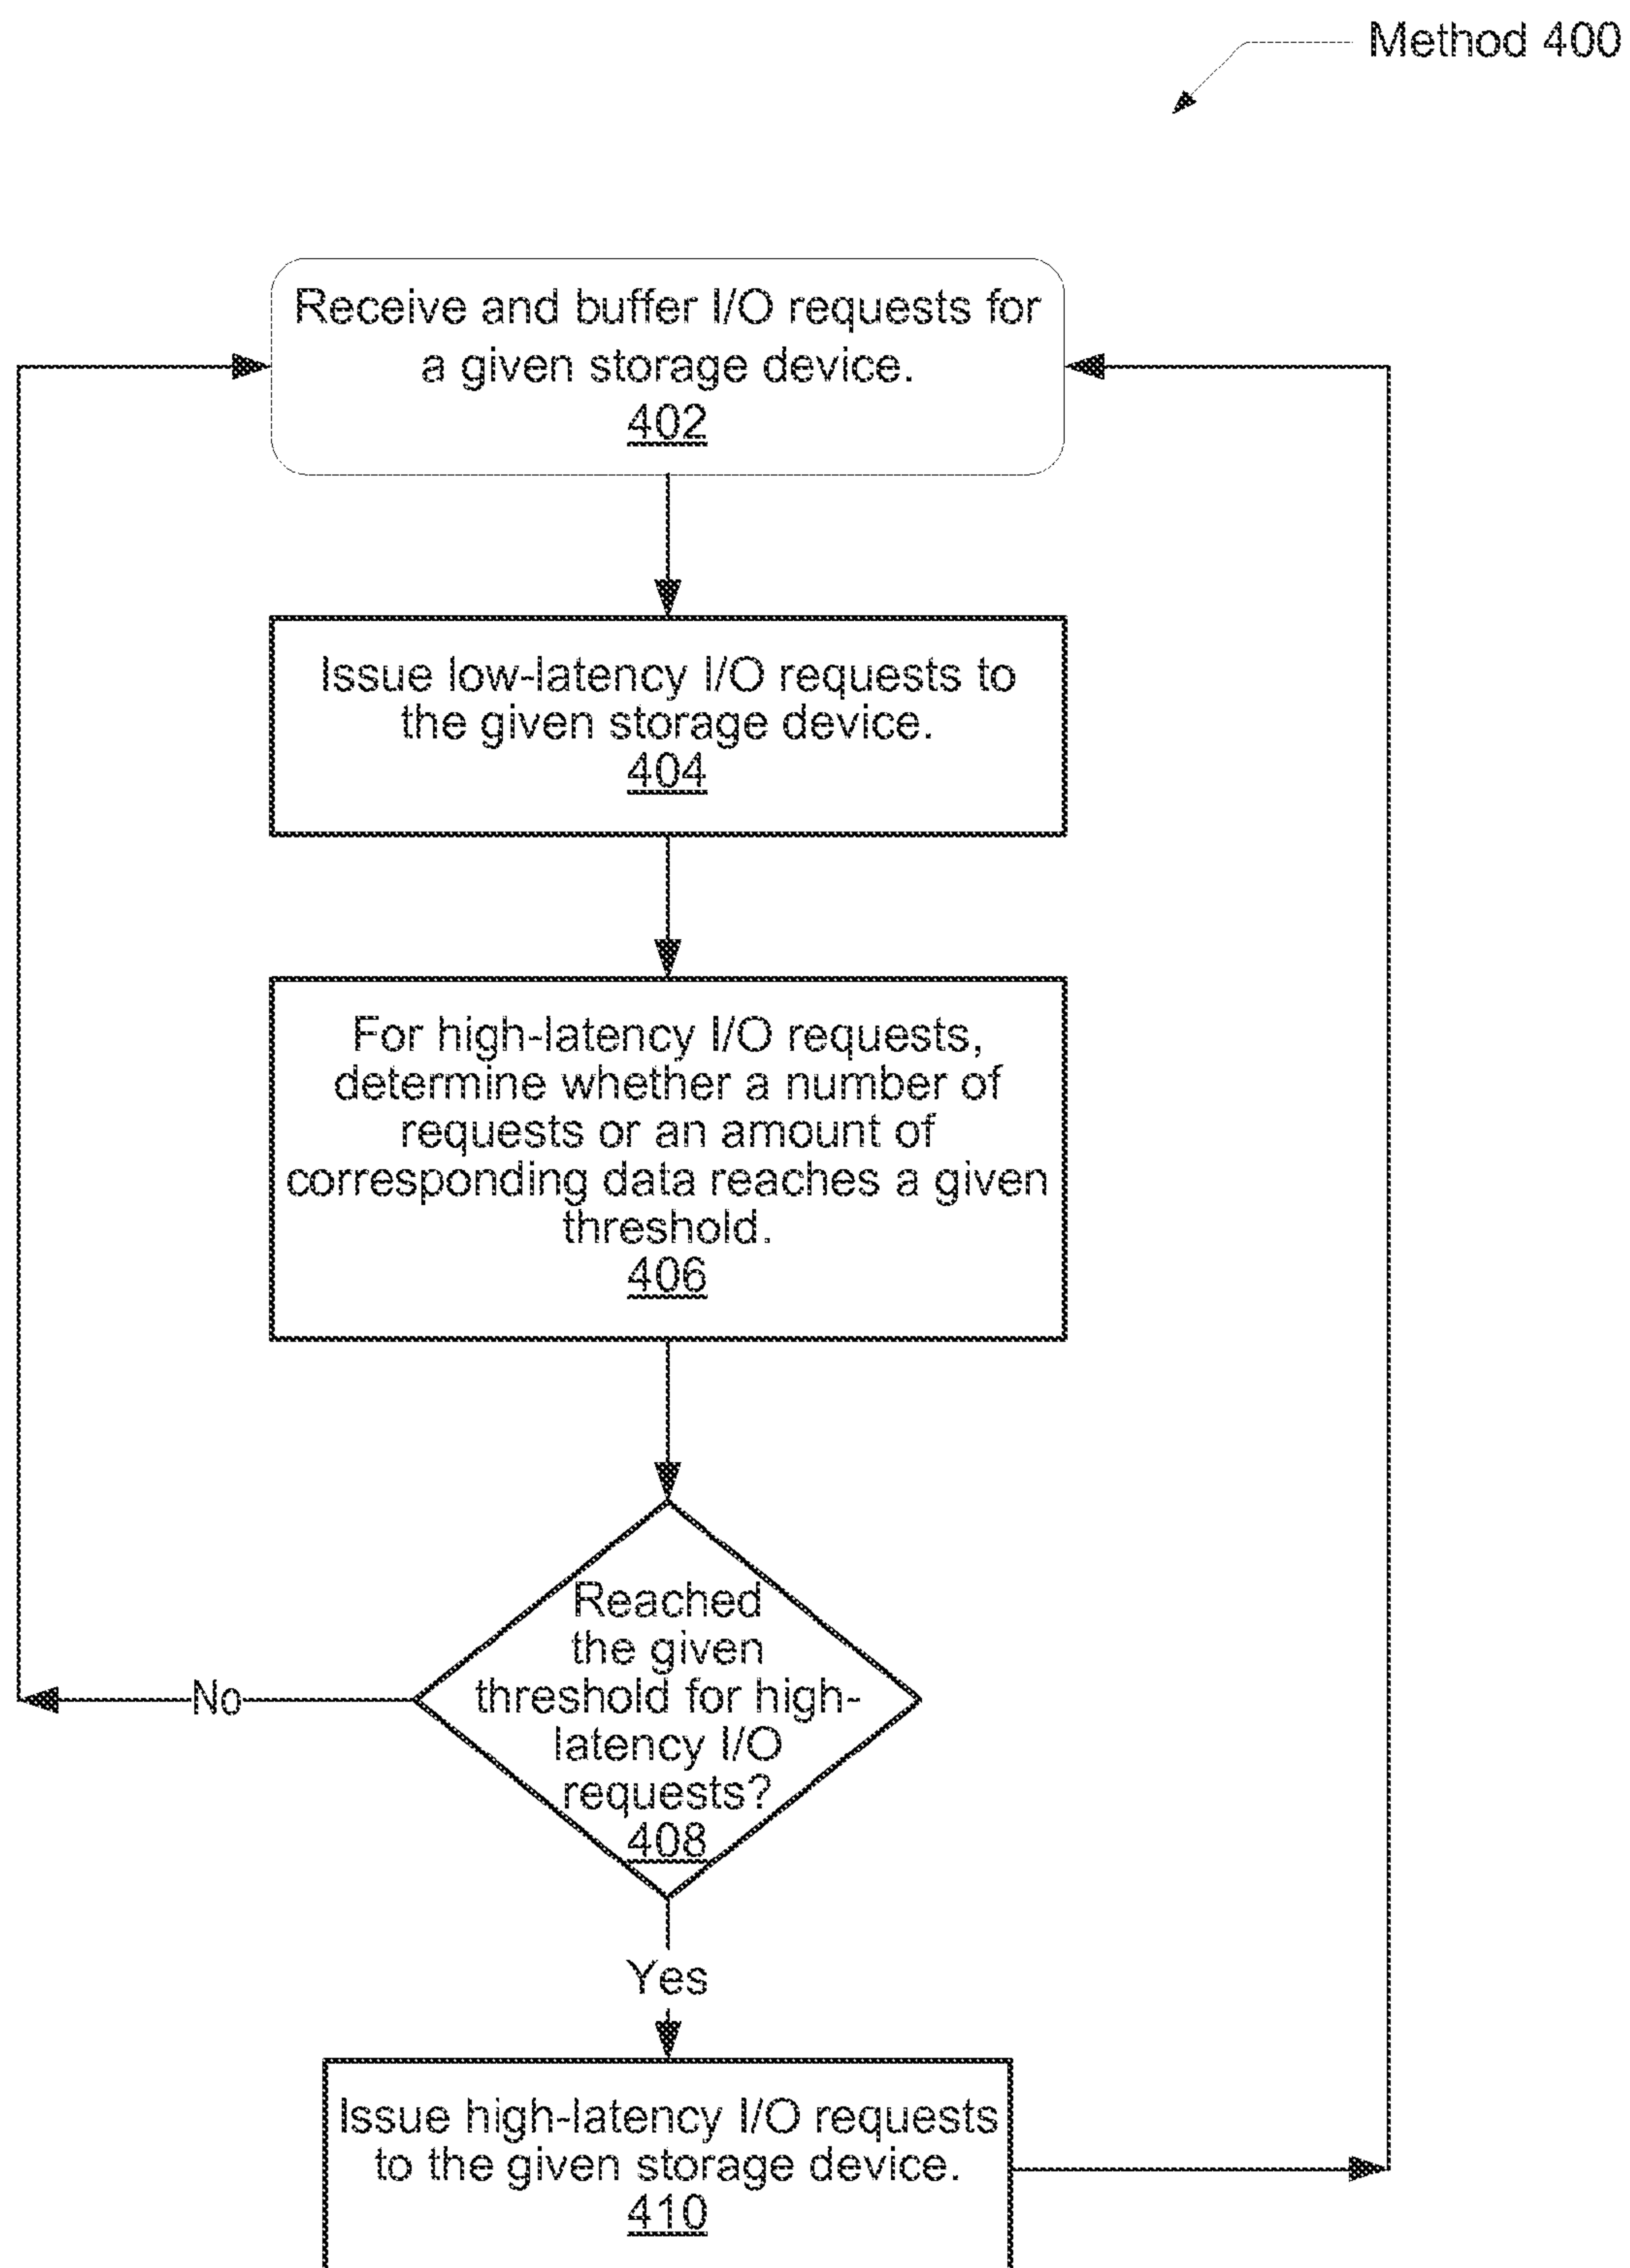 Method 400
Receive and buffer I/O requests for
a given storage device.
402
Issue low-latency I/O requests to
the given storage device.
404
For high-latency I/O requests,
determine whether a number of
requests or an amount of
corresponding data reaches a given
threshold.
406
Reached
the given
threshold for high-
latency I/O
requests?
408
No
Yes
Issue high-latency I/O requests
to the given storage device.
410